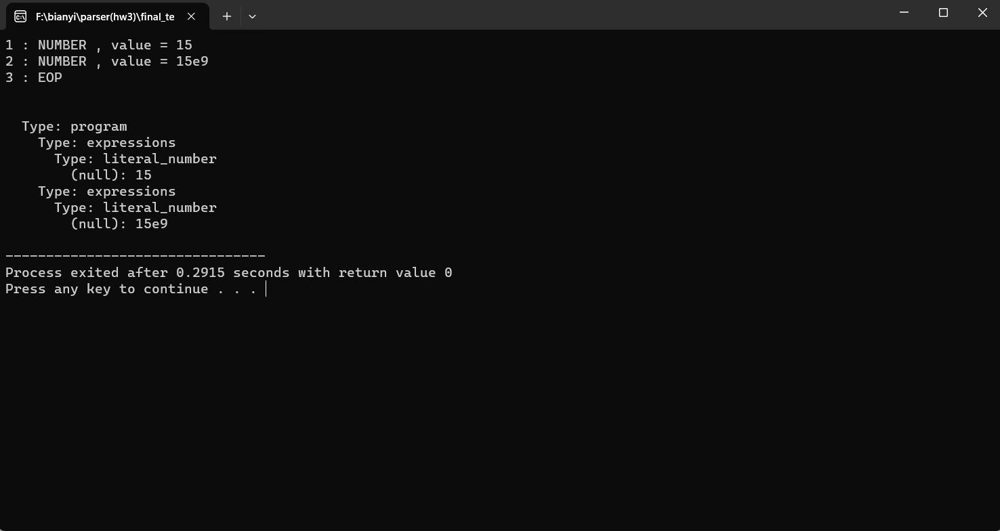 F:\bianyi\parser(hw3)\final_te
1 : NUMBER , value = 15
2 : NUMBER , value = 15e9
3 : EOP
Type: program
Type: expressions
Type: literal_number
(null): 15
Type: expressions
Type: literal_number
(null): 15e9
--------------------------------
Process exited after 0.2915 seconds with return value 0
Press any key to continue . . .